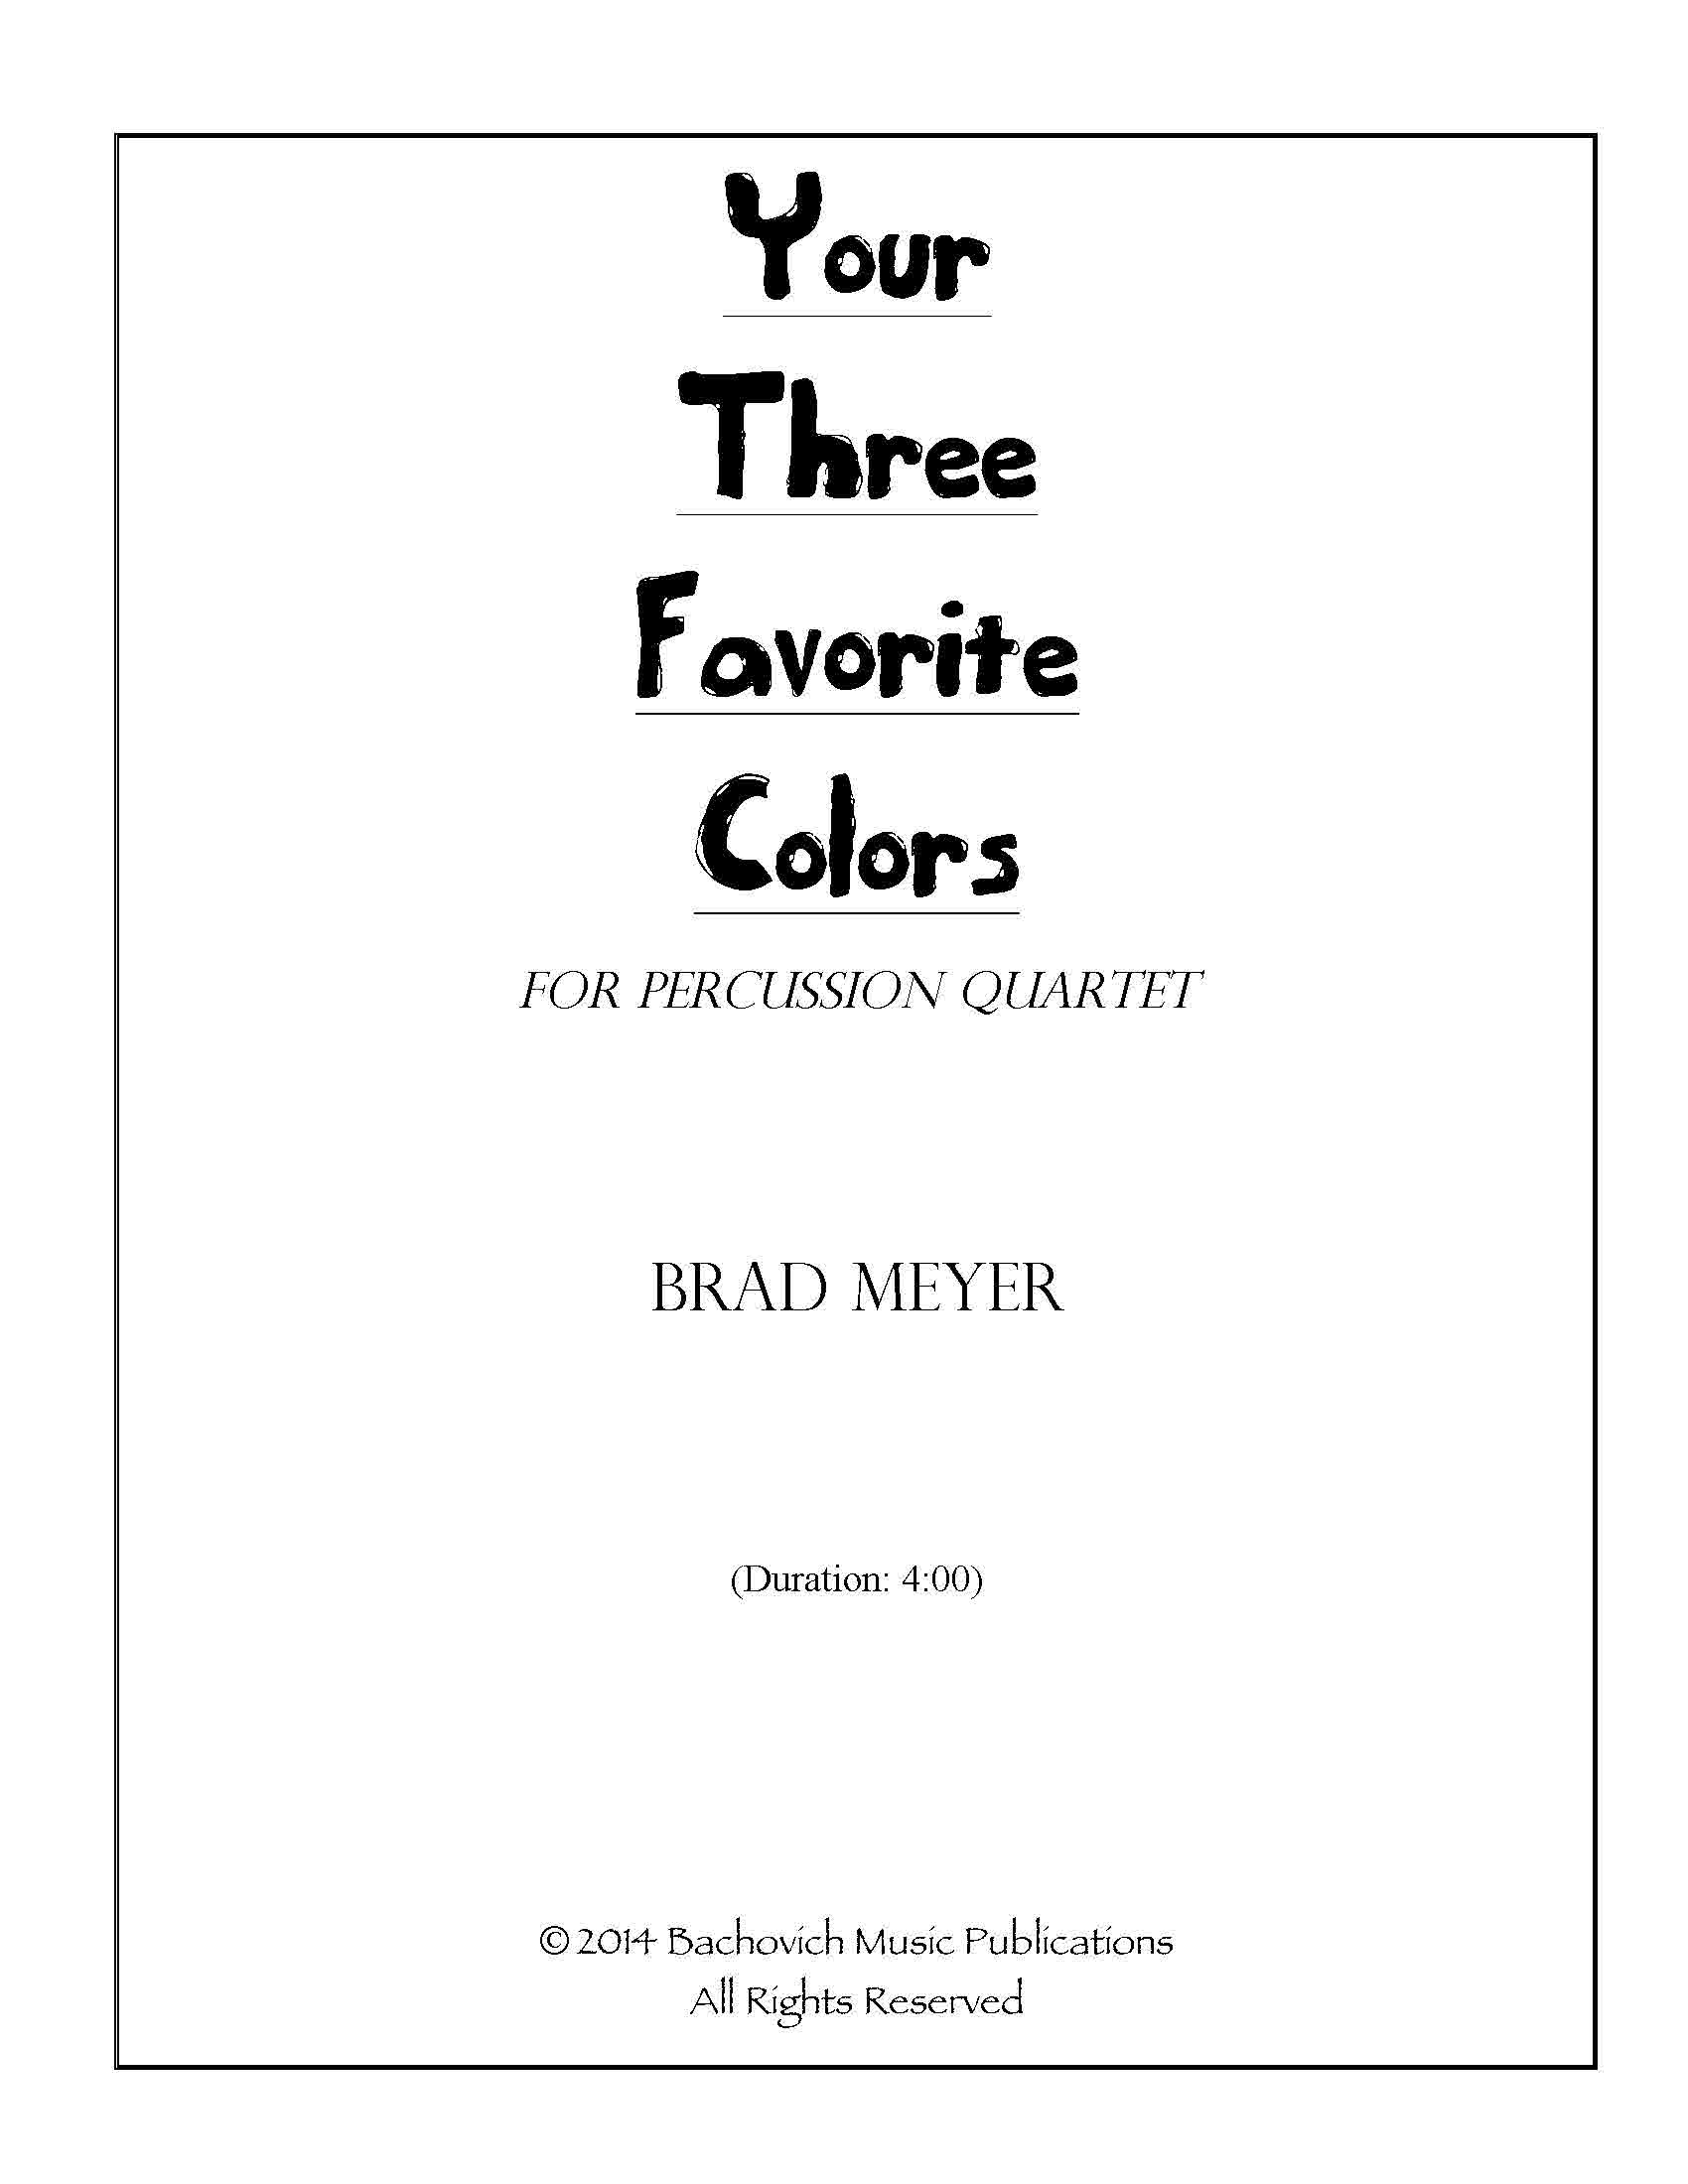 Your
Three
Favorite
Colors
FOR PERCUSSION QUARTET
BRAD MEYER
(Duration: 4:00)
© 2014 Bachovich Music Publications
All Rights Reserved